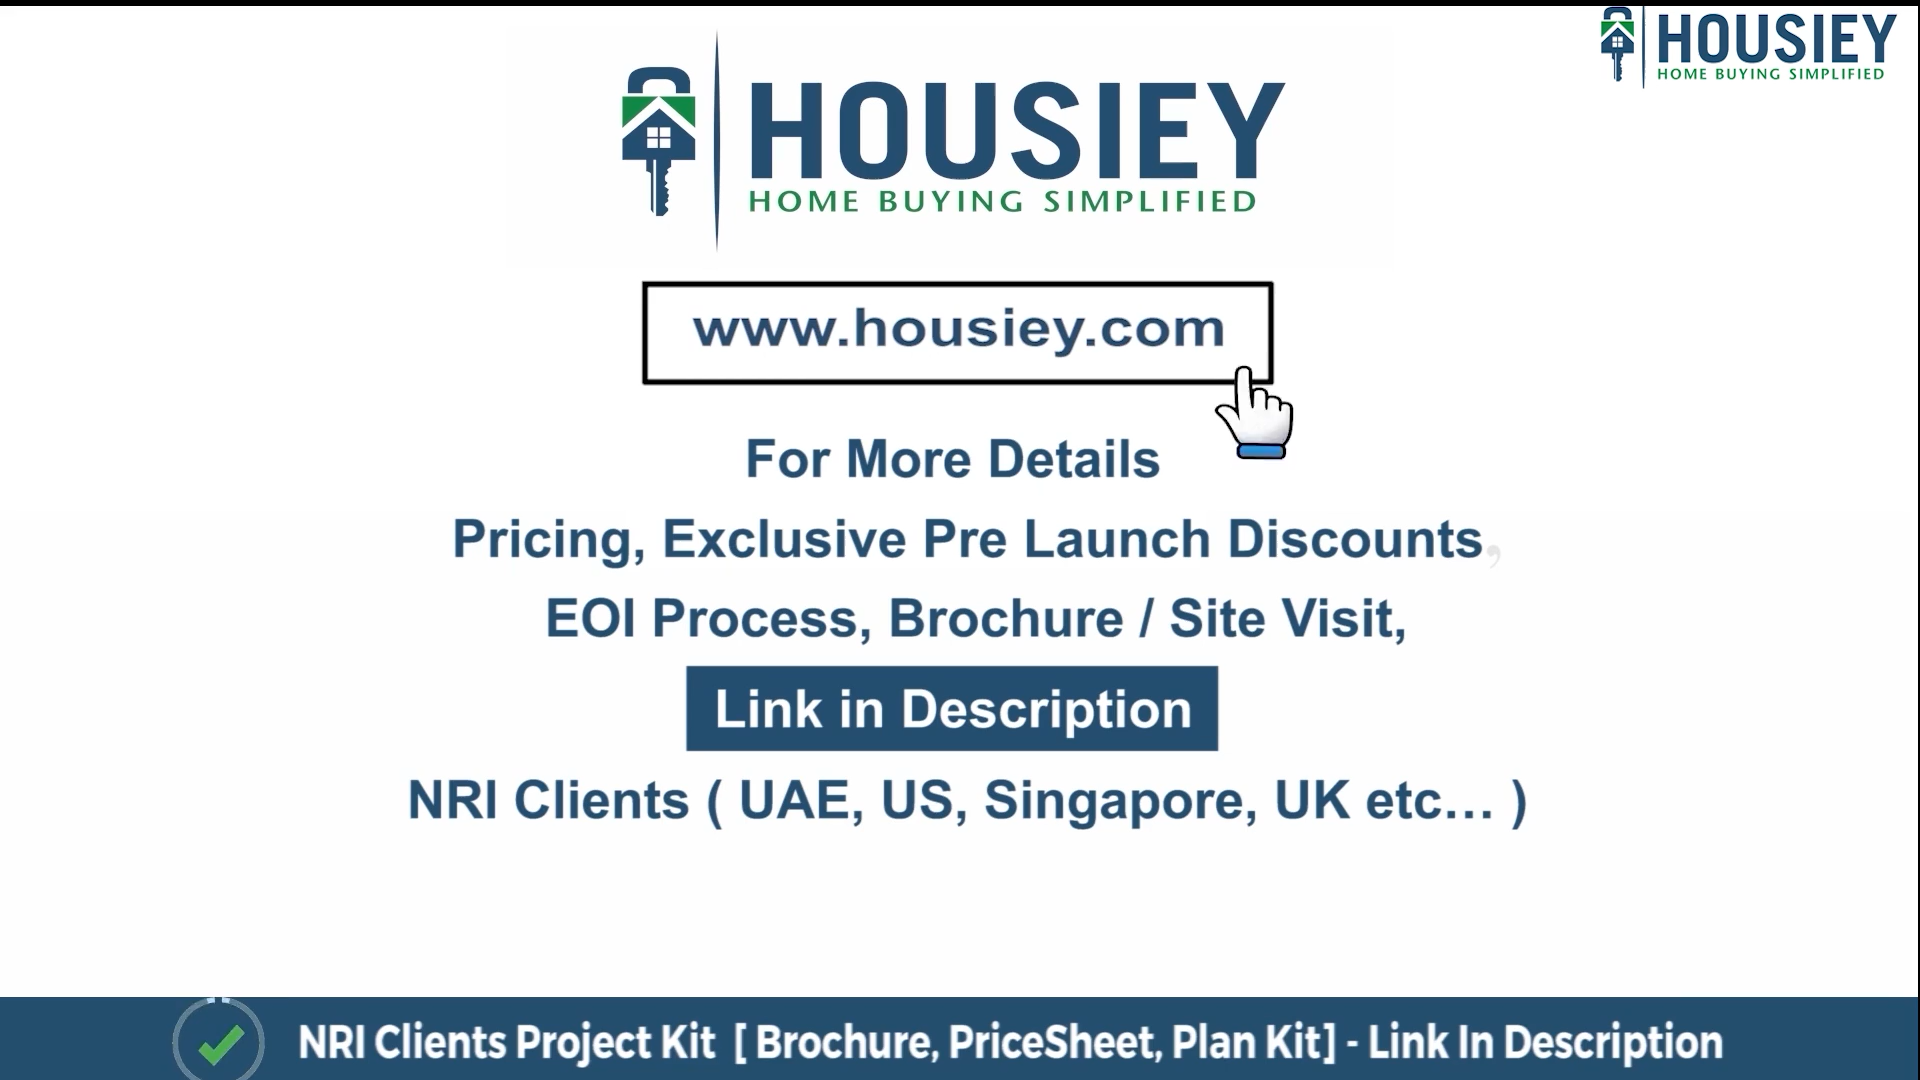 HOUSIEY
HOME BUYING SIMPLIFIED
HOUSIEY
HOME BUYING SIMPLIFIED
www.housiey.com
For More Details
Pricing, Exclusive Pre Launch Discounts,
EOI Process, Brochure / Site Visit,
Link in Description
NRI Clients ( UAE, US, Singapore, UK etc... )
NRI Clients Project Kit [ Brochure, PriceSheet, Plan Kit] - Link In Description